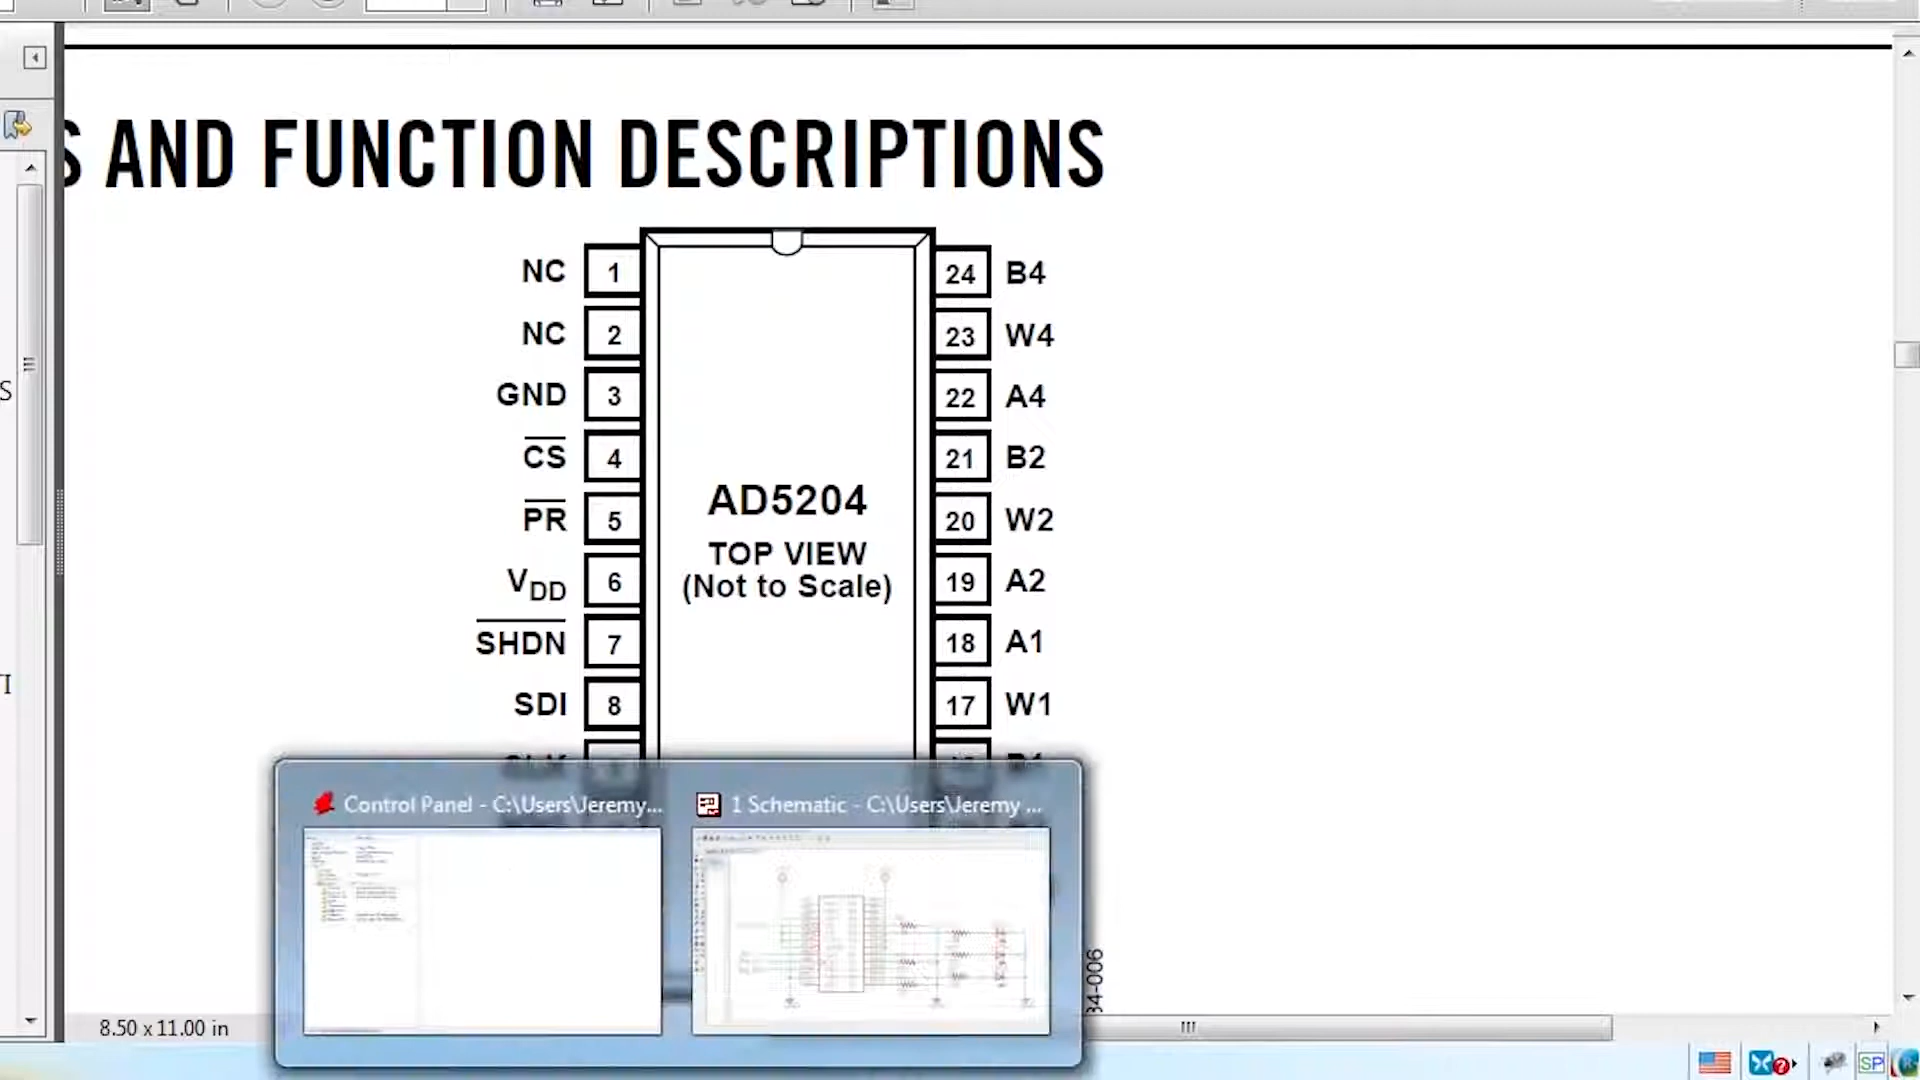 S AND FUNCTION DESCRIPTIONS
NC 1
NC 2
GND 3
CS 4
PR 5
VDD 6
SHDN 7
SDI 8
24 B4
23 W4
22 A4
21 B2
20 W2
19 A2
18 A1
17 W1
AD5204
TOP VIEW
(Not to Scale)
Control Panel - C:\Users\Jeremy...
1 Schematic - C:\Users\Jeremy ...
34-006
8.50 x 11.00 in
SP